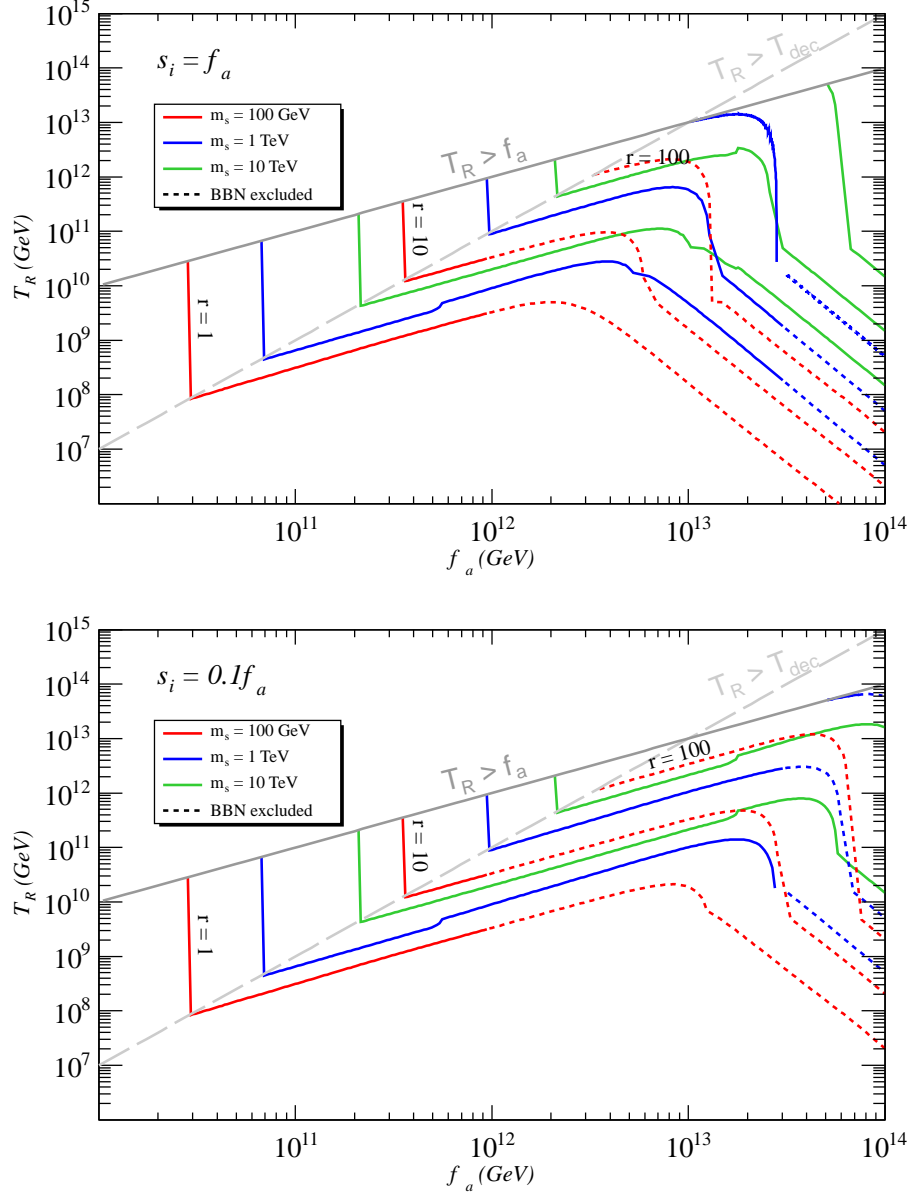 10^15
s_i = f_a
T_R > T_dec
10^14
m_s = 100 GeV
10^13
m_s = 1 TeV
T_R > f_a
r = 100
m_s = 10 TeV
10^12
BBN excluded
T_R (GeV)
10^11
r = 10
10^10
r = 1
10^9
10^8
10^7
10^11 10^12 10^13 10^14
f_a (GeV)
10^15
s_i = 0.1f_a
T_R > T_dec
10^14
m_s = 100 GeV
10^13
m_s = 1 TeV
T_R > f_a
r = 100
m_s = 10 TeV
10^12
BBN excluded
T_R (GeV)
10^11
r = 10
10^10
r = 1
10^9
10^8
10^7
10^11 10^12 10^13 10^14
f_a (GeV)